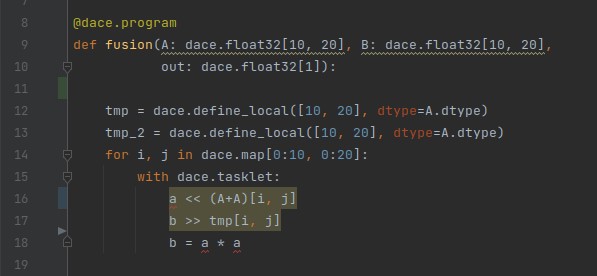 8 @dace.program
9 def fusion(A: dace.float32[10, 20], B: dace.float32[10, 20],
10 out: dace.float32[1]):
11
12 tmp = dace.define_local([10, 20], dtype=A.dtype)
13 tmp_2 = dace.define_local([10, 20], dtype=A.dtype)
14 for i, j in dace.map[0:10, 0:20]:
15 with dace.tasklet:
16 a << (A+A)[i, j]
17 b >> tmp[i, j]
18 b = a * a
19